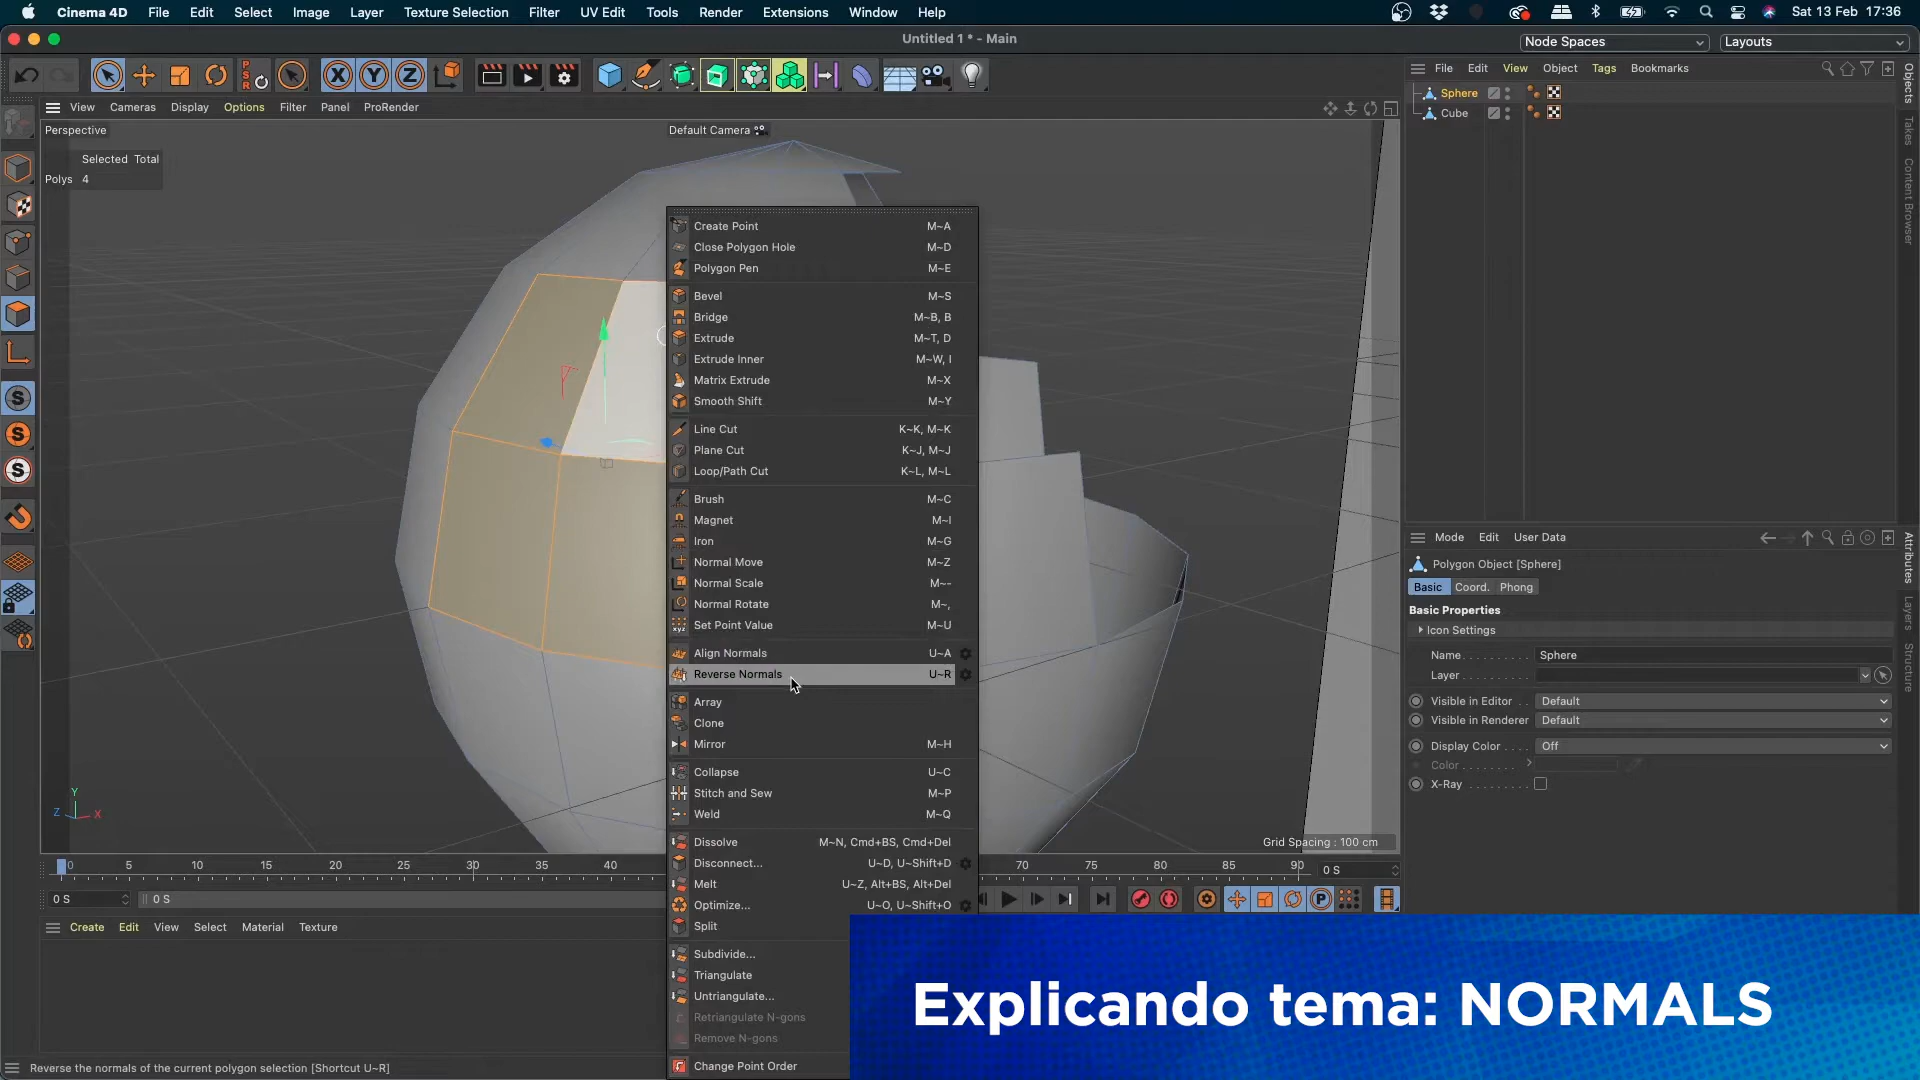 Cinema 4D File Edit Select Image Layer Texture Selection Filter UV Edit Tools Render Extensions Window Help Sat 13 Feb 17:36
Untitled 1 * - Main
Node Spaces Layouts
PSR X Y Z
View Cameras Display Options Filter Panel ProRender
File Edit View Object Tags Bookmarks
Perspective Default Camera
Selected Total
Polys 4
Sphere
Cube
Objects
Takes
Content Browser
Create Point M~A
Close Polygon Hole M~D
Polygon Pen M~E
Bevel M~S
Bridge M~B, B
Extrude M~T, D
Extrude Inner M~W, I
Matrix Extrude M~X
Smooth Shift M~Y
Line Cut K~K, M~K
Plane Cut K~J, M~J
Loop/Path Cut K~L, M~L
Brush M~C
Magnet M~I
Iron M~G
Normal Move M~Z
Normal Scale M~-
Normal Rotate M~,
Set Point Value M~U
Align Normals U~A
Reverse Normals U~R
Array
Clone
Mirror M~H
Collapse U~C
Stitch and Sew M~P
Weld M~Q
Dissolve M~N, Cmd+BS, Cmd+Del
Disconnect... U~D, U~Shift+D
Melt U~Z, Alt+BS, Alt+Del
Optimize... U~O, U~Shift+O
Split
Subdivide...
Triangulate
Untriangulate...
Retriangulate N-gons
Remove N-gons
Change Point Order
Mode Edit User Data
Polygon Object [Sphere]
Basic Coord. Phong
Basic Properties
Icon Settings
Name Sphere
Layer
Visible in Editor Default
Visible in Renderer Default
Display Color Off
Color
X-Ray
Attributes
Layers
Structure
Y
Z X
Grid Spacing : 100 cm
0 5 10 15 20 25 30 35 40 70 75 80 85 90 0 S
0 S 0 S
Create Edit View Select Material Texture
Explicando tema: NORMALS
Reverse the normals of the current polygon selection [Shortcut U~R]